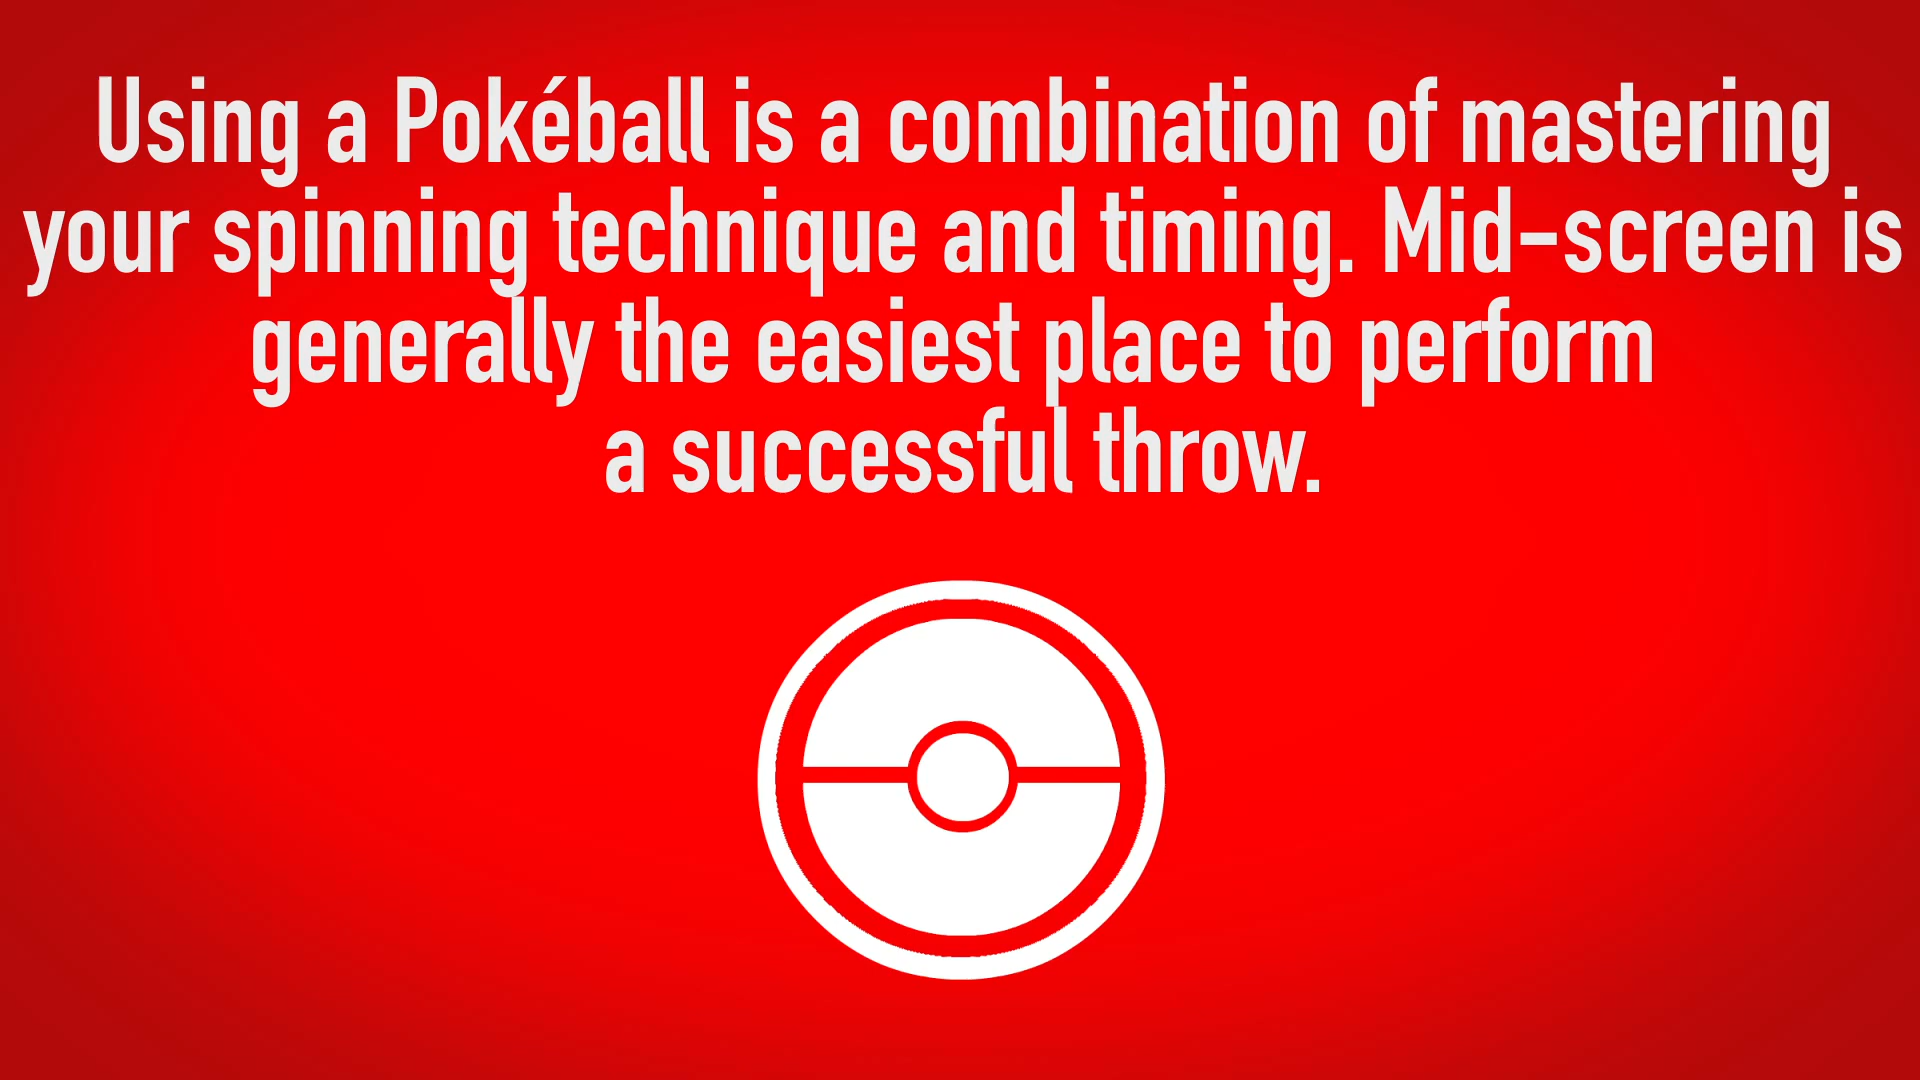 Using a Pokéball is a combination of mastering
your spinning technique and timing. Mid-screen is
generally the easiest place to perform
a successful throw.